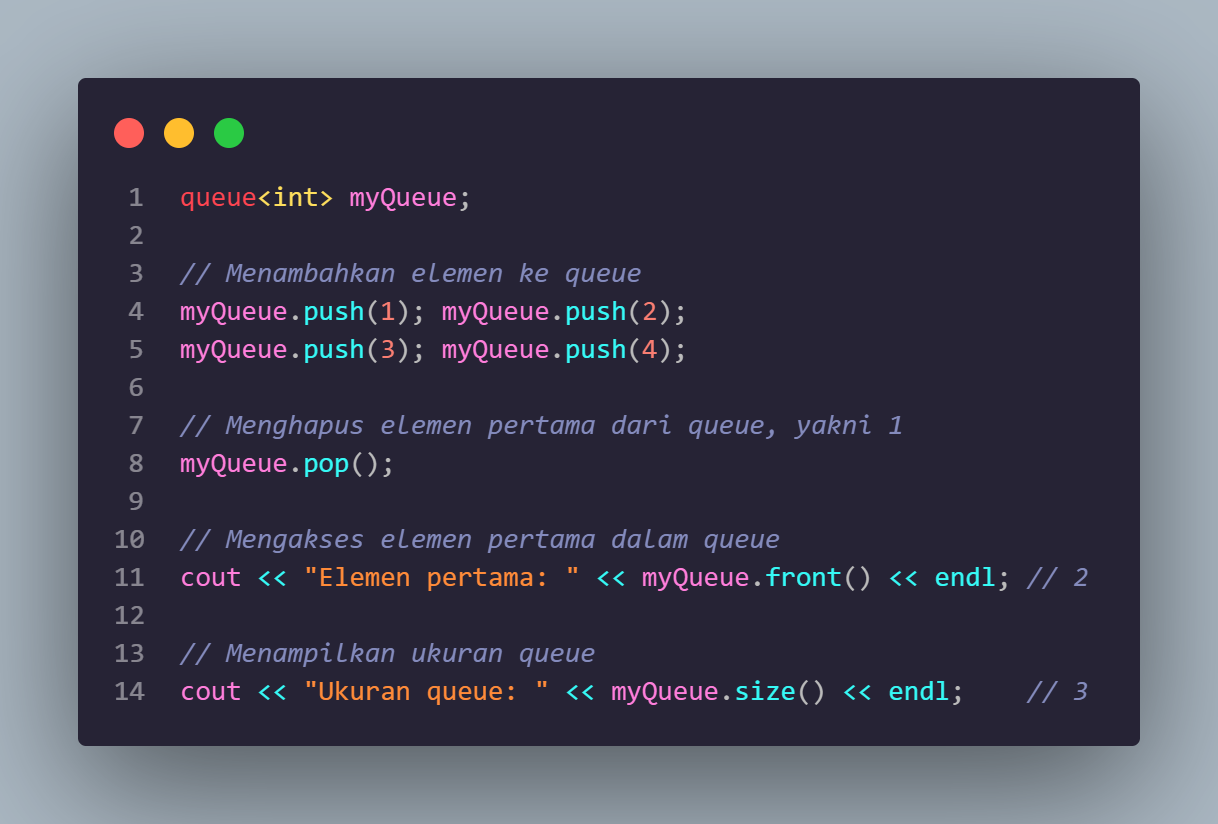 1 queue<int> myQueue;
2
3 // Menambahkan elemen ke queue
4 myQueue.push(1); myQueue.push(2);
5 myQueue.push(3); myQueue.push(4);
6
7 // Menghapus elemen pertama dari queue, yakni 1
8 myQueue.pop();
9
10 // Mengakses elemen pertama dalam queue
11 cout << "Elemen pertama: " << myQueue.front() << endl; // 2
12
13 // Menampilkan ukuran queue
14 cout << "Ukuran queue: " << myQueue.size() << endl;    // 3